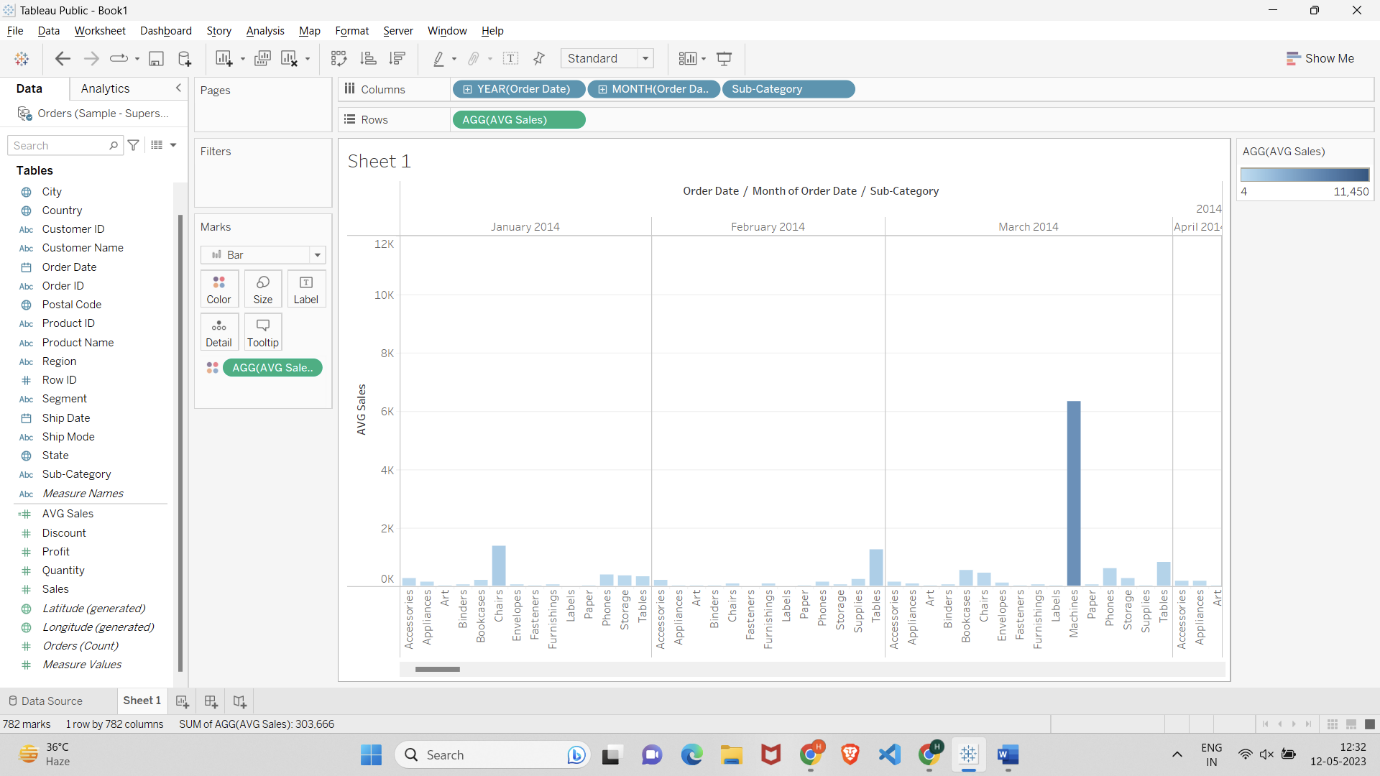 Tableau Public - Book1
File Data Worksheet Dashboard Story Analysis Map Format Server Window Help
Standard
Show Me
Data Analytics
Orders (Sample - Supers...
Search
Tables
City
Country
Abc Customer ID
Abc Customer Name
Order Date
Abc Order ID
Postal Code
Abc Product ID
Abc Product Name
Abc Region
# Row ID
Abc Segment
Ship Date
Abc Ship Mode
State
Abc Sub-Category
Abc Measure Names
=# AVG Sales
# Discount
# Profit
# Quantity
# Sales
Latitude (generated)
Longitude (generated)
# Orders (Count)
# Measure Values
Pages
Filters
Marks
Bar
Color Size Label
Detail Tooltip
AGG(AVG Sale..
Columns YEAR(Order Date) MONTH(Order Da.. Sub-Category
Rows AGG(AVG Sales)
Sheet 1
Order Date / Month of Order Date / Sub-Category
2014
January 2014 February 2014 March 2014 April 2014
12K
10K
8K
6K
4K
2K
0K
AVG Sales
Accessories
Appliances
Art
Binders
Bookcases
Chairs
Envelopes
Fasteners
Furnishings
Labels
Paper
Phones
Storage
Tables
Accessories
Appliances
Art
Binders
Chairs
Fasteners
Furnishings
Labels
Paper
Phones
Storage
Supplies
Tables
Accessories
Appliances
Art
Binders
Bookcases
Chairs
Envelopes
Fasteners
Furnishings
Labels
Machines
Paper
Phones
Storage
Supplies
Tables
Accessories
Appliances
Art
AGG(AVG Sales)
4 11,450
Data Source Sheet 1
782 marks 1 row by 782 columns SUM of AGG(AVG Sales): 303,666
36°C
Haze
Search
H
H
W
ENG
IN
12:32
12-05-2023